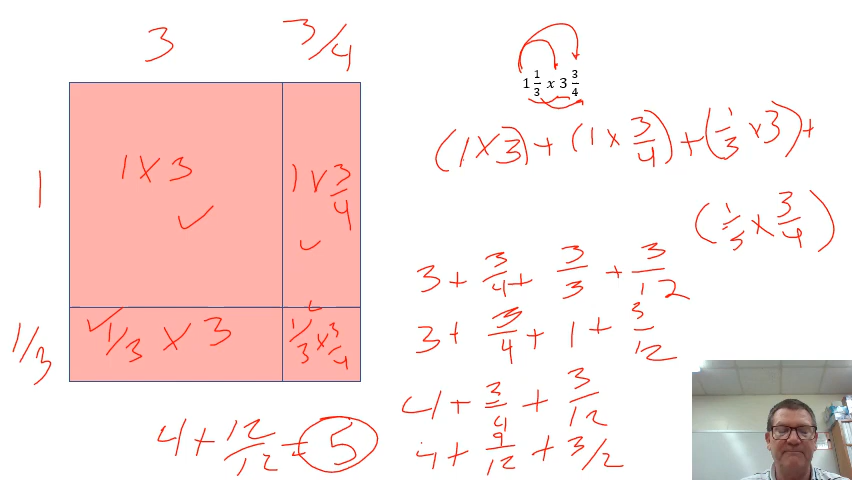 3 3/4
1 1/3 x 3 3/4
1 1 x 3 1 x 3/4
(1 x 3) + (1 x 3/4) + (1/3 x 3) +
(1/3 x 3/4)
3 + 3/4 + 3/3 + 3/12
1/3 1/3 x 3 1/3 x 3/4
3 + 3/4 + 1 + 3/12
4 + 3/4 + 3/12
4 + 9/12 + 3/2
4 + 12/12 = 5